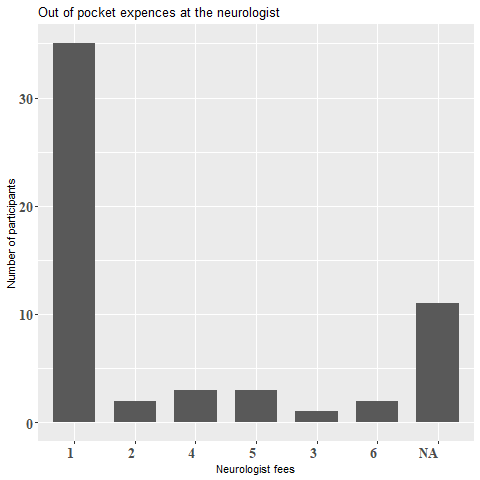 Out of pocket expences at the neurologist
Number of participants
30
20
10
0
1 2 4 5 3 6 NA
Neurologist fees